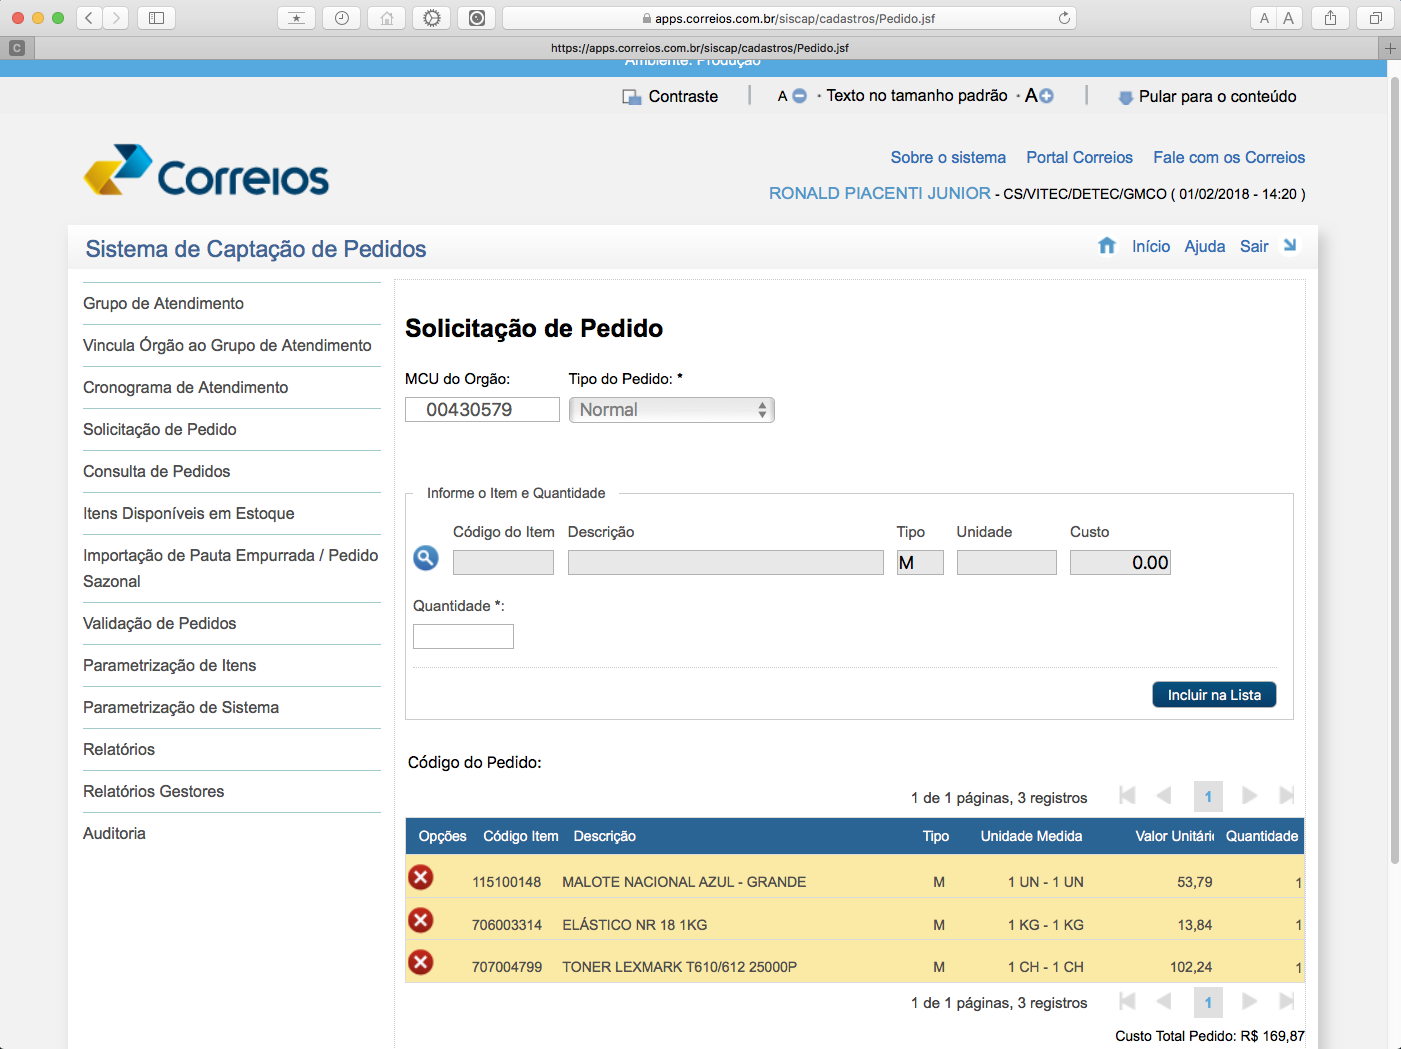 apps.correios.com.br/siscap/cadastros/Pedido.jsf
A A
C
https://apps.correios.com.br/siscap/cadastros/Pedido.jsf
+
Ambiente: Produção
Contraste | A • Texto no tamanho padrão • A | Pular para o conteúdo
Correios
Sobre o sistema Portal Correios Fale com os Correios
RONALD PIACENTI JUNIOR - CS/VITEC/DETEC/GMCO ( 01/02/2018 - 14:20 )
Sistema de Captação de Pedidos
Início Ajuda Sair
Grupo de Atendimento
Vincula Órgão ao Grupo de Atendimento
Cronograma de Atendimento
Solicitação de Pedido
Consulta de Pedidos
Itens Disponíveis em Estoque
Importação de Pauta Empurrada / Pedido
Sazonal
Validação de Pedidos
Parametrização de Itens
Parametrização de Sistema
Relatórios
Relatórios Gestores
Auditoria
Solicitação de Pedido
MCU do Orgão: Tipo do Pedido: *
00430579 Normal
Informe o Item e Quantidade
Código do Item Descrição Tipo Unidade Custo
M 0.00
Quantidade *:
Incluir na Lista
Código do Pedido:
1 de 1 páginas, 3 registros 1
Opções Código Item Descrição Tipo Unidade Medida Valor Unitári Quantidade
115100148 MALOTE NACIONAL AZUL - GRANDE M 1 UN - 1 UN 53,79 1
706003314 ELÁSTICO NR 18 1KG M 1 KG - 1 KG 13,84 1
707004799 TONER LEXMARK T610/612 25000P M 1 CH - 1 CH 102,24 1
1 de 1 páginas, 3 registros 1
Custo Total Pedido: R$ 169,87